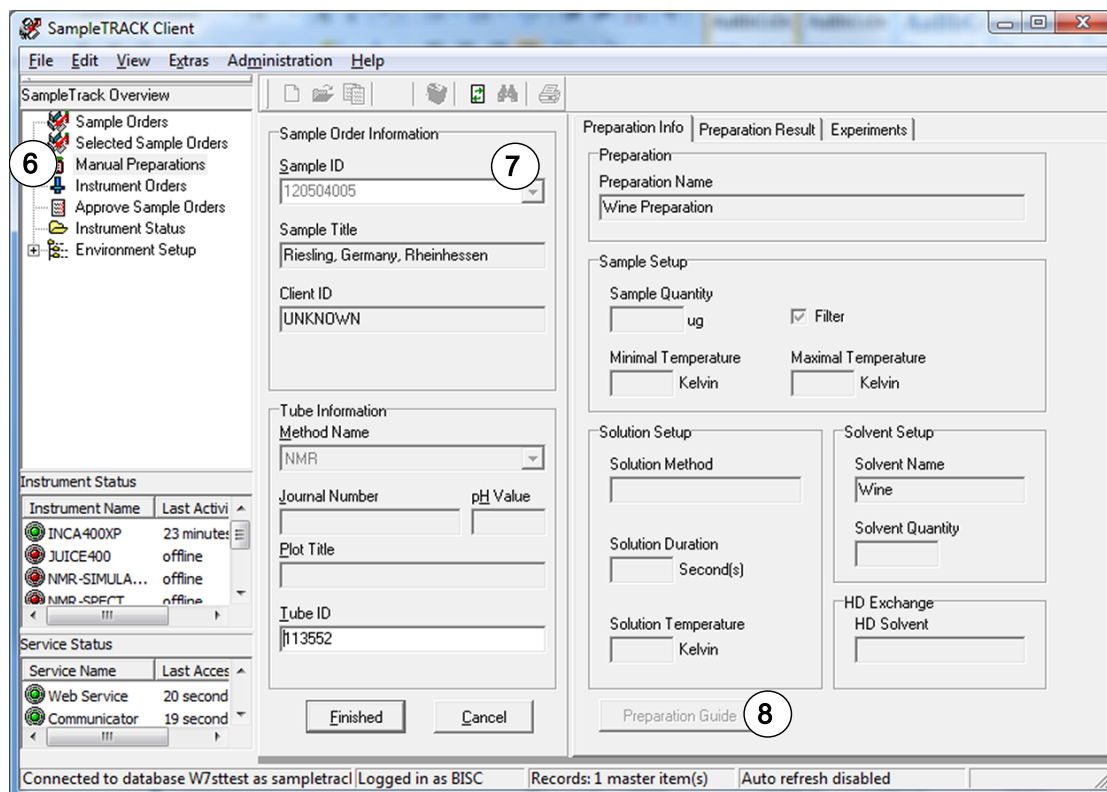 SampleTRACK Client
File Edit View Extras Administration Help
SampleTrack Overview
Sample Orders
Selected Sample Orders
6
Manual Preparations
Instrument Orders
Approve Sample Orders
Instrument Status
Environment Setup
Instrument Status
Instrument Name Last Activi
INCA400XP 23 minutes
JUICE400 offline
NMR-SIMULA... offline
NMR-SPECT offline
Service Status
Service Name Last Acces
Web Service 20 second
Communicator 19 second
Sample Order Information
Sample ID
7
120504005
Sample Title
Riesling, Germany, Rheinhessen
Client ID
UNKNOWN
Tube Information
Method Name
NMR
Journal Number pH Value
Plot Title
Tube ID
113552
Finished Cancel
Preparation Info Preparation Result Experiments
Preparation
Preparation Name
Wine Preparation
Sample Setup
Sample Quantity
ug Filter
Minimal Temperature Maximal Temperature
Kelvin Kelvin
Solution Setup
Solution Method
Solution Duration
Second(s)
Solution Temperature
Kelvin
Solvent Setup
Solvent Name
Wine
Solvent Quantity
HD Exchange
HD Solvent
Preparation Guide 8
Connected to database W7sttest as sampletracl Logged in as BISC Records: 1 master item(s) Auto refresh disabled